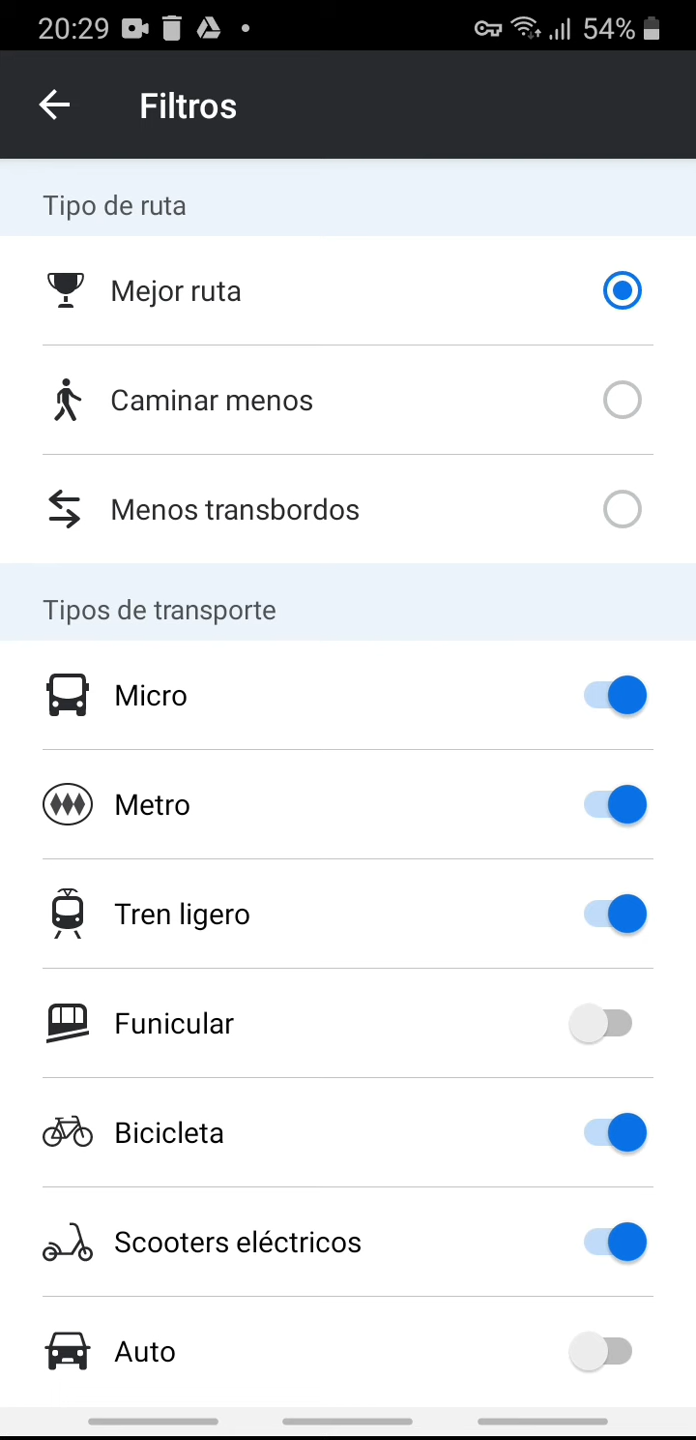 20:29 54%
Filtros
Tipo de ruta
Mejor ruta
Caminar menos
Menos transbordos
Tipos de transporte
Micro
Metro
Tren ligero
Funicular
Bicicleta
Scooters eléctricos
Auto